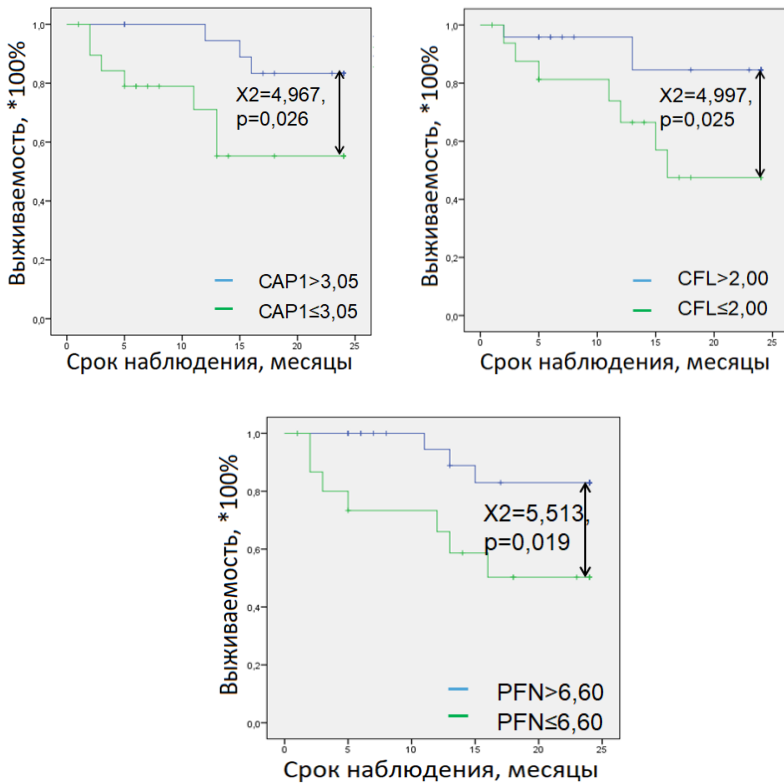 Выживаемость, *100%
1,0
0,8
0,6
0,4
0,2
0,0
X2=4,967,
p=0,026
CAP1>3,05
CAP1≤3,05
0 5 10 15 20 25
Срок наблюдения, месяцы
Выживаемость, *100%
1,0
0,8
0,6
0,4
0,2
0,0
X2=4,997,
p=0,025
CFL>2,00
CFL≤2,00
0 5 10 15 20 25
Срок наблюдения, месяцы
Выживаемость, *100%
1,0
0,8
0,6
0,4
0,2
0,0
X2=5,513,
p=0,019
PFN>6,60
PFN≤6,60
0 5 10 15 20 25
Срок наблюдения, месяцы